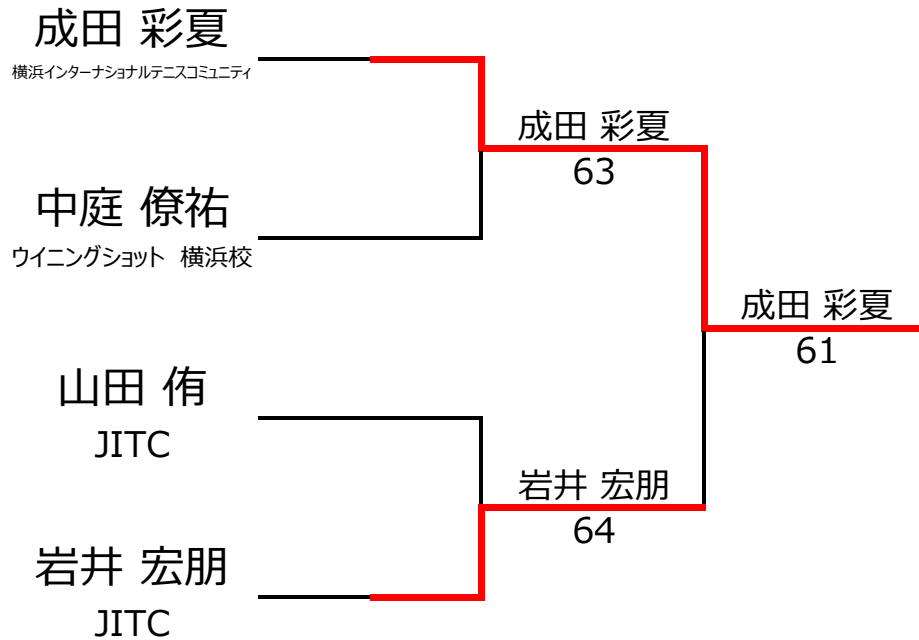 成田 彩夏
横浜インターナショナルテニスコミュニティ
成田 彩夏
63
中庭 僚祐
ウイニングショット　横浜校
成田 彩夏
61
山田 侑
JITC
岩井 宏朋
64
岩井 宏朋
JITC